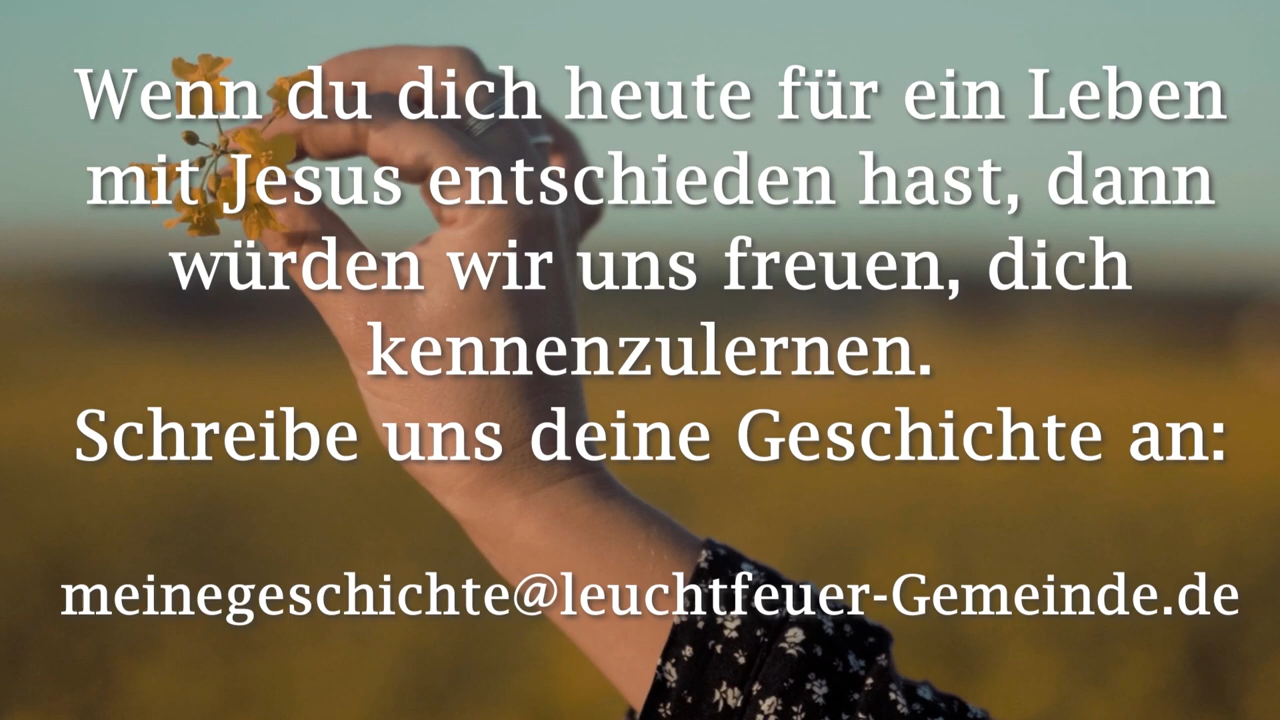 Wenn du dich heute für ein Leben
mit Jesus entschieden hast, dann
würden wir uns freuen, dich
kennenzulernen.
Schreibe uns deine Geschichte an:
meinegeschichte@leuchtfeuer-Gemeinde.de